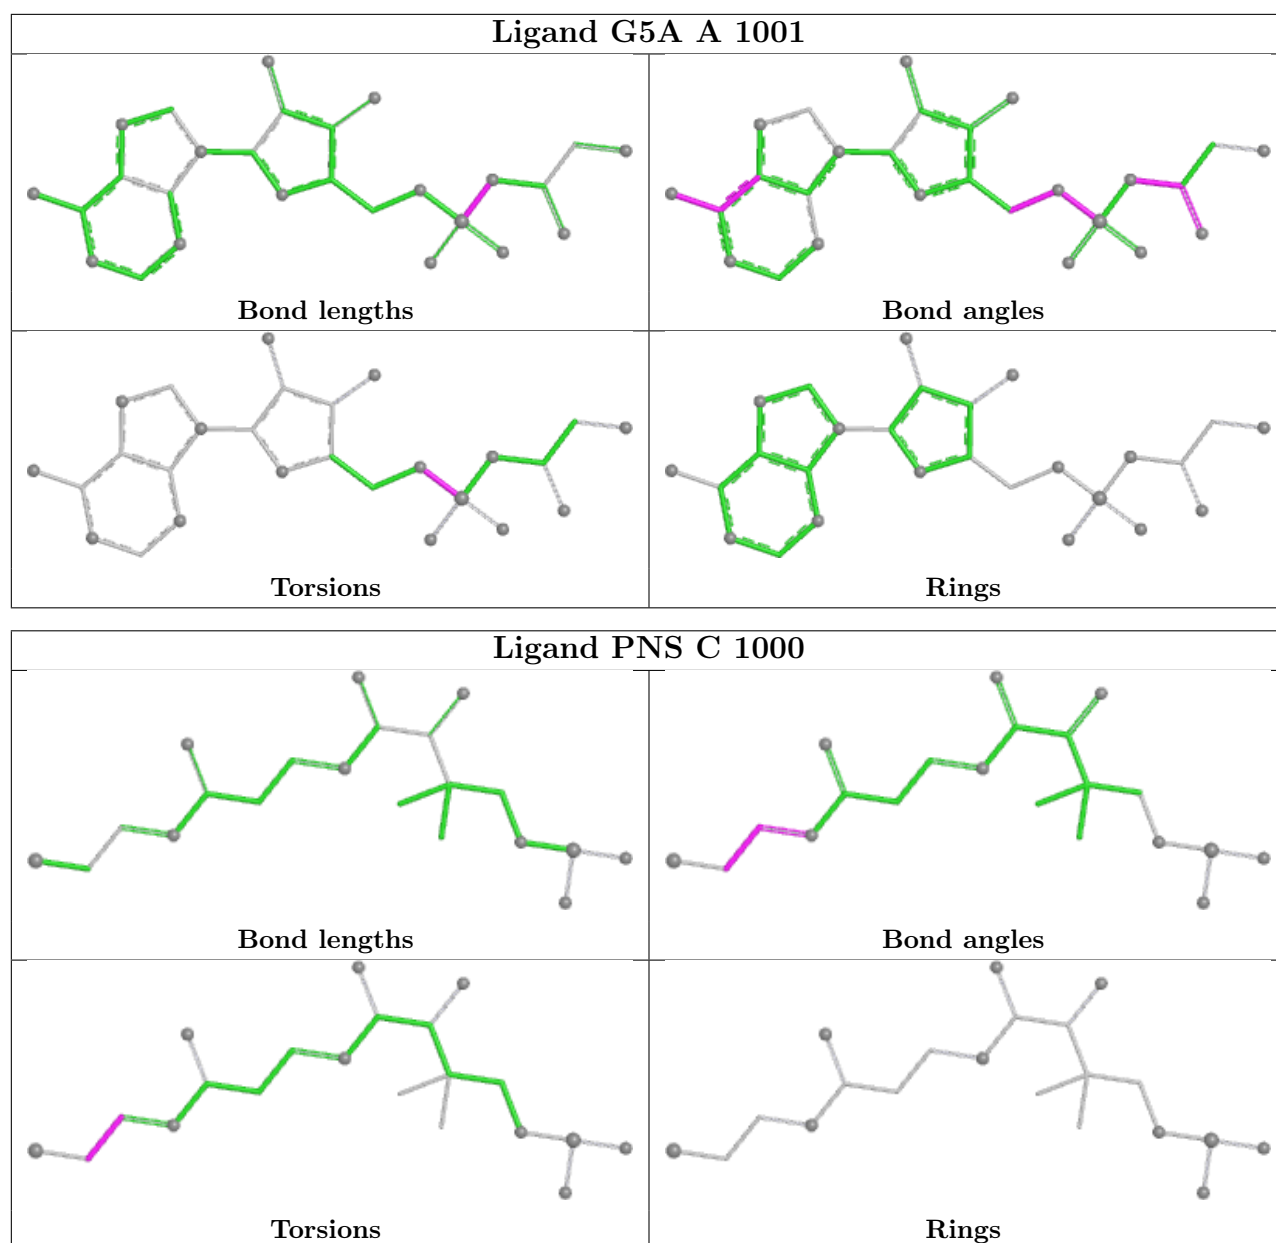 Ligand G5A A 1001
Bond lengths
Bond angles
Torsions
Rings
Ligand PNS C 1000
Bond lengths
Bond angles
Torsions
Rings